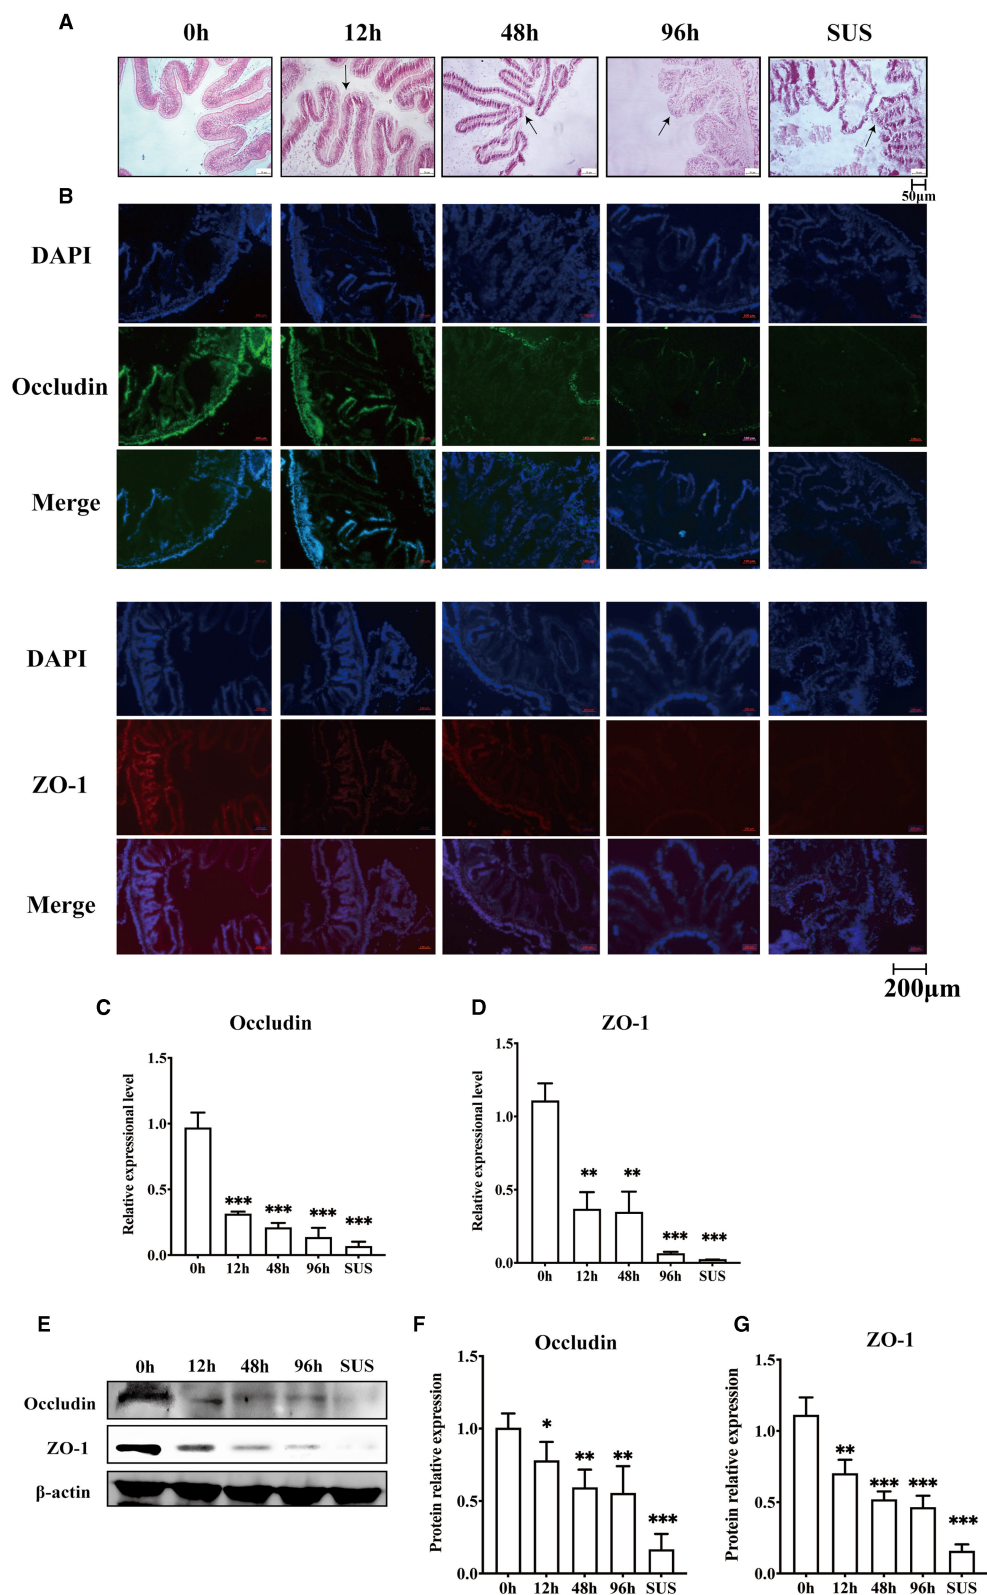 A
0h 12h 48h 96h SUS
50μm
B
DAPI
Occludin
Merge
DAPI
ZO-1
Merge
200μm
C
Occludin
Relative expressional level
1.5
1.0
0.5
0.0
*** *** *** ***
0h 12h 48h 96h SUS
D
ZO-1
Relative expressional level
1.5
1.0
0.5
0.0
** ** *** ***
0h 12h 48h 96h SUS
E
0h 12h 48h 96h SUS
Occludin
ZO-1
β-actin
F
Occludin
Protein relative expression
1.5
1.0
0.5
0.0
* ** ** ***
0h 12h 48h 96h SUS
G
ZO-1
Protein relative expression
1.5
1.0
0.5
0.0
** *** *** ***
0h 12h 48h 96h SUS